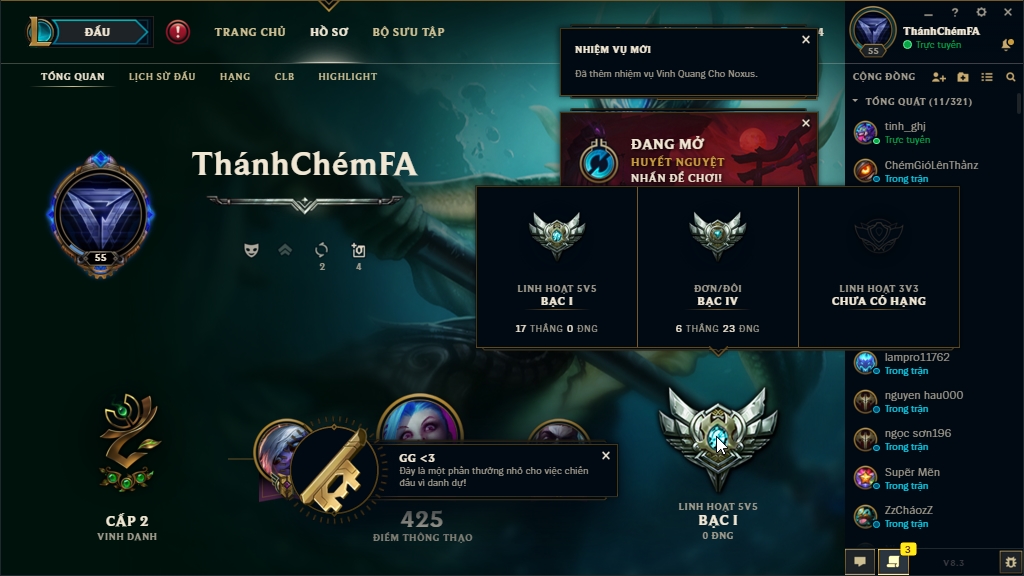 ĐẤU
TRANG CHỦ
HỒ SƠ
BỘ SƯU TẬP
4
TỔNG QUAN
LỊCH SỬ ĐẤU
HẠNG
CLB
HIGHLIGHT
NHIỆM VỤ MỚI
Đã thêm nhiệm vụ Vinh Quang Cho Noxus.
ĐANG MỞ
HUYẾT NGUYỆT
NHẤN ĐỂ CHƠI!
ThánhChémFA
55
2
4
LINH HOẠT 5V5
BẠC I
17 THẮNG 0 ĐNG
ĐƠN/ĐÔI
BẠC IV
6 THẮNG 23 ĐNG
LINH HOẠT 3V3
CHƯA CÓ HẠNG
CẤP 2
VINH DANH
GG <3
Đây là một phần thưởng nhỏ cho việc chiến
đấu vì danh dự!
425
ĐIỂM THÔNG THẠO
LINH HOẠT 5V5
BẠC I
0 ĐNG
ThánhChémFA
Trực tuyến
55
CỘNG ĐỒNG
TỔNG QUÁT (11/321)
tinh_ghj
Trực tuyến
ChémGióLênThằnz
Trong trận
lampro11762
Trong trận
nguyen hau000
Trong trận
ngọc sơn196
Trong trận
Supẽr Mẽn
Trong trận
ZzCháozZ
Trong trận
3
V8.3